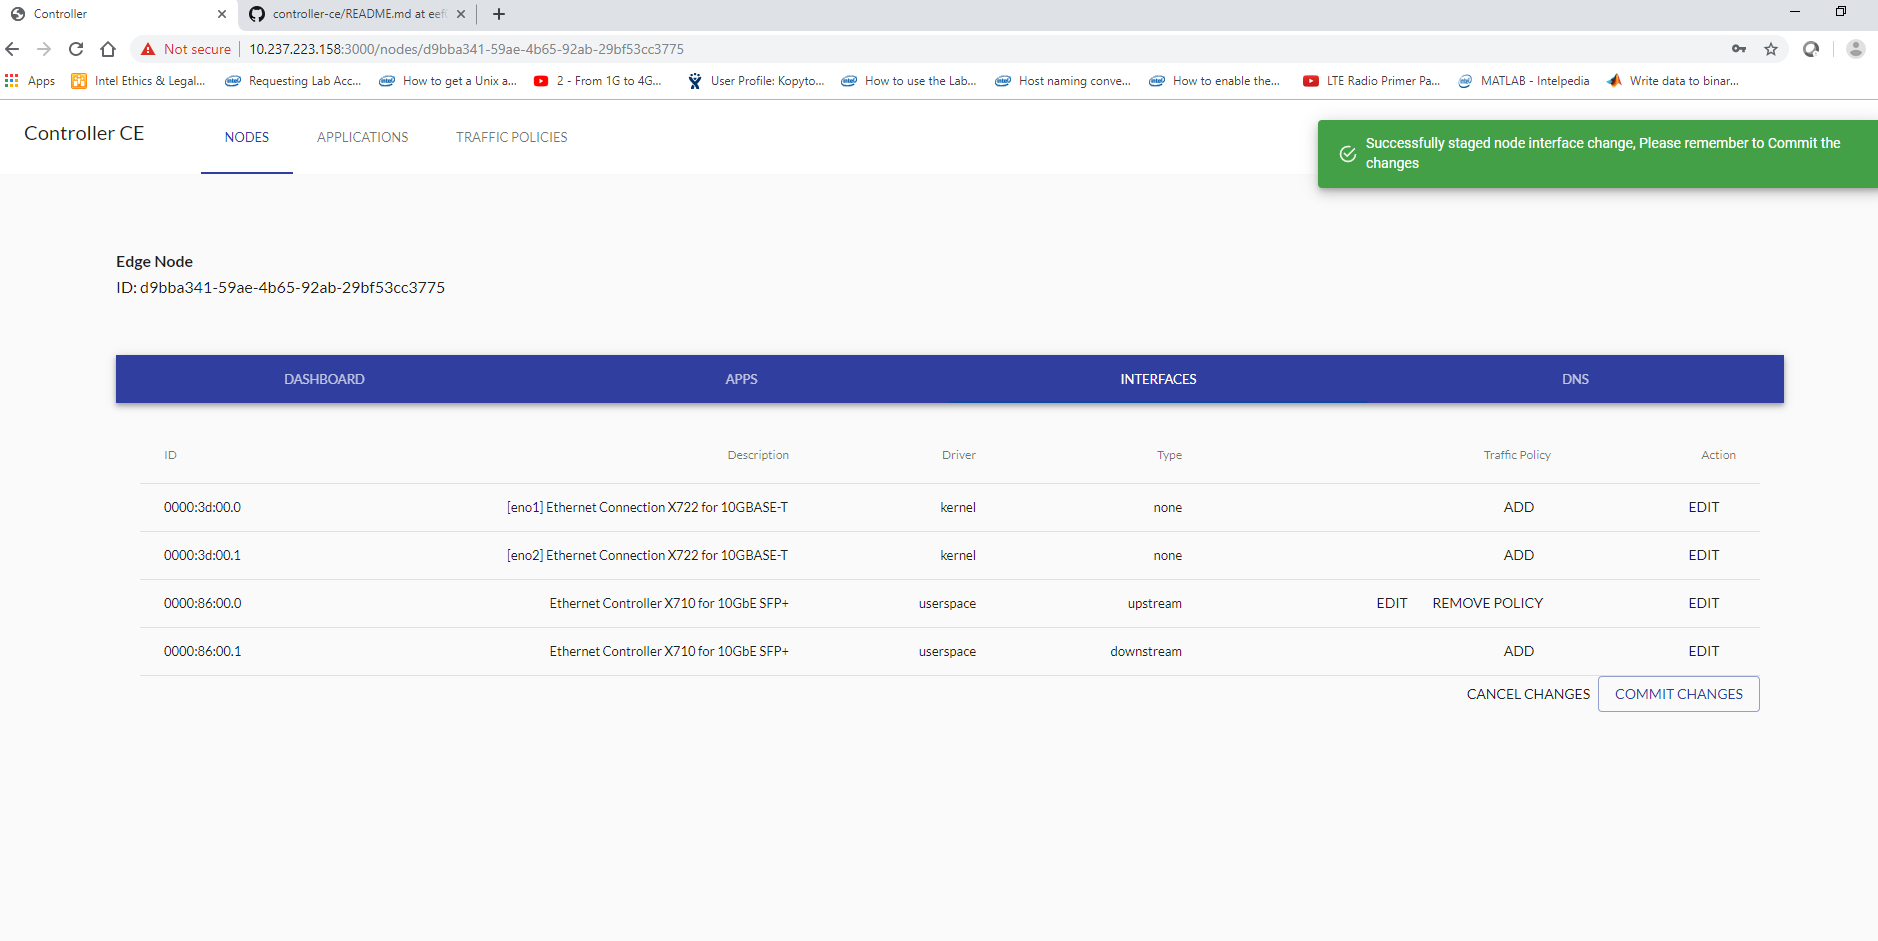 Controller
controller-ce/README.md at eef
Not secure 10.237.223.158:3000/nodes/d9bba341-59ae-4b65-92ab-29bf53cc3775
Apps Intel Ethics & Legal... Requesting Lab Acc... How to get a Unix a... 2 - From 1G to 4G... User Profile: Kopyto... How to use the Lab... Host naming conve... How to enable the... LTE Radio Primer Pa... MATLAB - Intelpedia Write data to binar...
Controller CE NODES APPLICATIONS TRAFFIC POLICIES
Successfully staged node interface change, Please remember to Commit the
changes
Edge Node
ID: d9bba341-59ae-4b65-92ab-29bf53cc3775
DASHBOARD APPS INTERFACES DNS
ID Description Driver Type Traffic Policy Action
0000:3d:00.0 [eno1] Ethernet Connection X722 for 10GBASE-T kernel none ADD EDIT
0000:3d:00.1 [eno2] Ethernet Connection X722 for 10GBASE-T kernel none ADD EDIT
0000:86:00.0 Ethernet Controller X710 for 10GbE SFP+ userspace upstream EDIT REMOVE POLICY EDIT
0000:86:00.1 Ethernet Controller X710 for 10GbE SFP+ userspace downstream ADD EDIT
CANCEL CHANGES COMMIT CHANGES